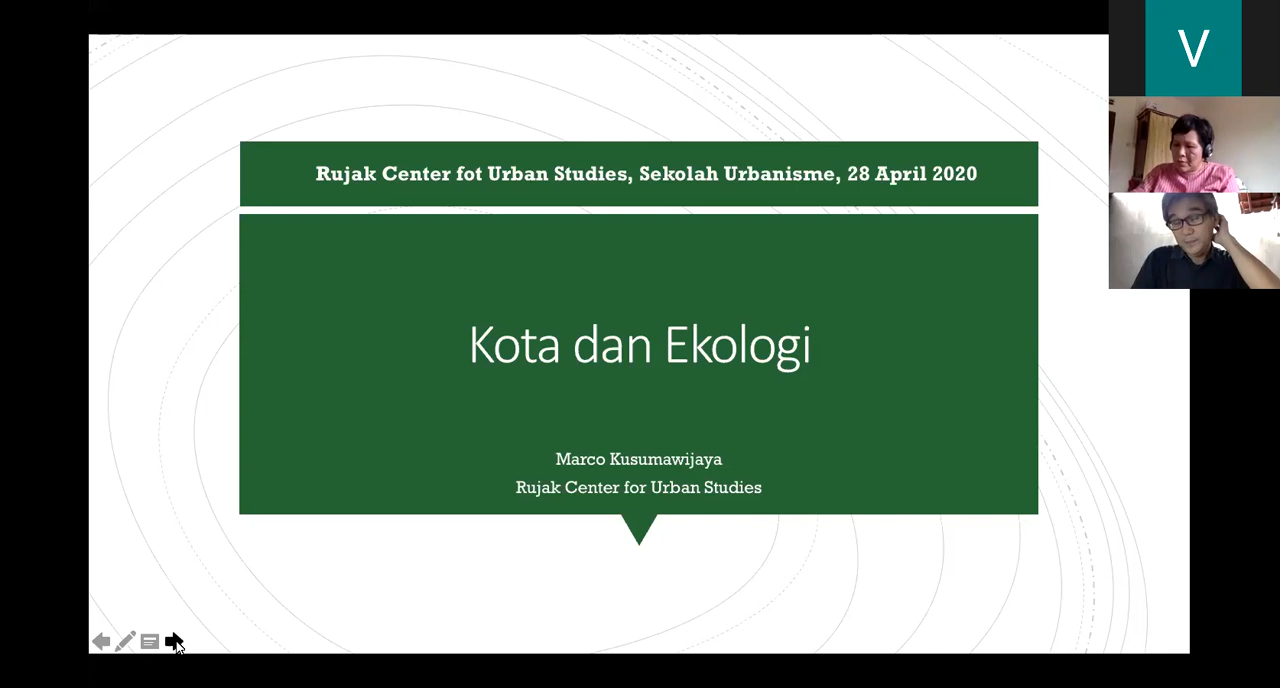 Rujak Center fot Urban Studies, Sekolah Urbanisme, 28 April 2020
Kota dan Ekologi
Marco Kusumawijaya
Rujak Center for Urban Studies
V